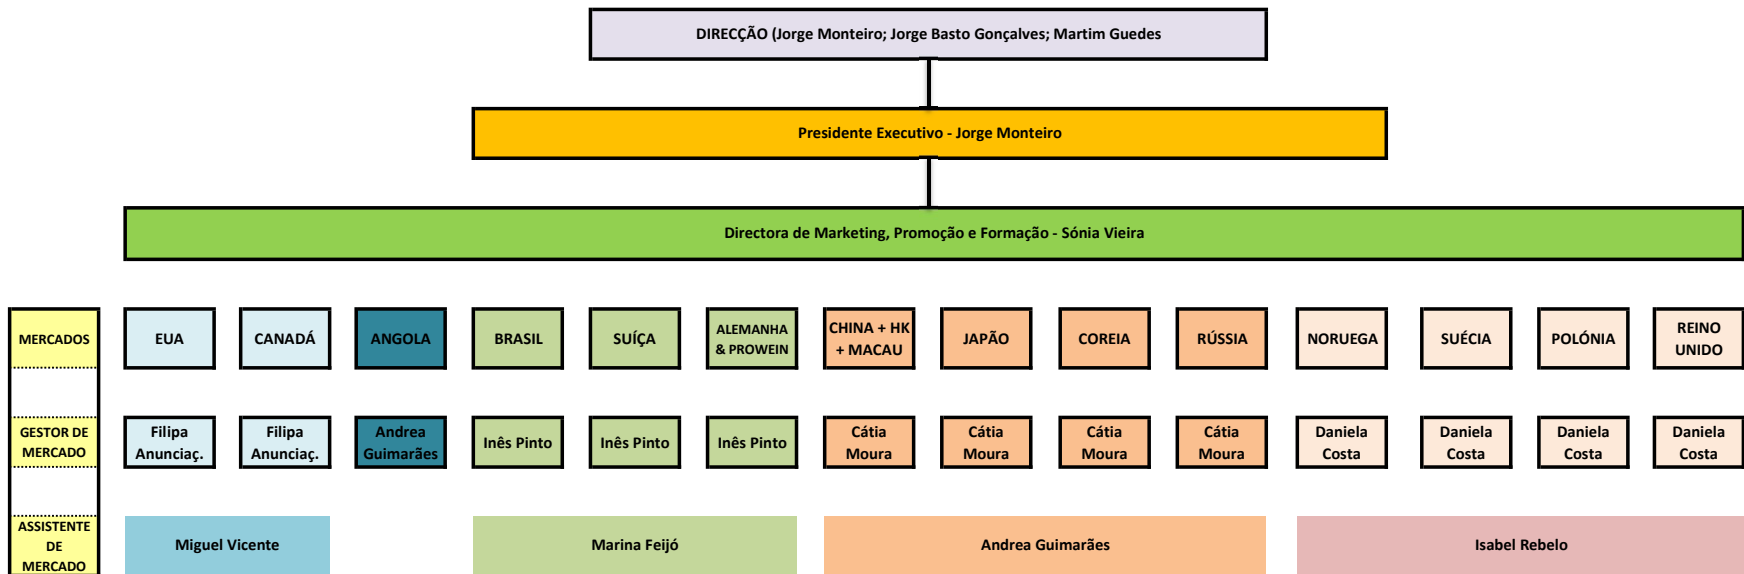 DIRECÇÃO (Jorge Monteiro; Jorge Basto Gonçalves; Martim Guedes
Presidente Executivo - Jorge Monteiro
Directora de Marketing, Promoção e Formação - Sónia Vieira
MERCADOS
EUA
CANADÁ
ANGOLA
BRASIL
SUÍÇA
ALEMANHA
& PROWEIN
CHINA + HK
+ MACAU
JAPÃO
COREIA
RÚSSIA
NORUEGA
SUÉCIA
POLÓNIA
REINO
UNIDO
GESTOR DE
MERCADO
Filipa
Anunciaç.
Filipa
Anunciaç.
Andrea
Guimarães
Inês Pinto
Inês Pinto
Inês Pinto
Cátia
Moura
Cátia
Moura
Cátia
Moura
Cátia
Moura
Daniela
Costa
Daniela
Costa
Daniela
Costa
Daniela
Costa
ASSISTENTE
DE
MERCADO
Miguel Vicente
Marina Feijó
Andrea Guimarães
Isabel Rebelo